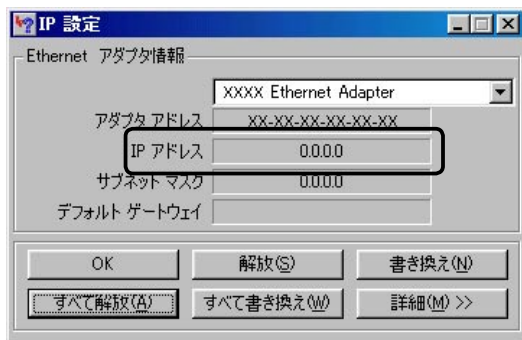 IP 設定
Ethernet アダプタ情報
XXXX Ethernet Adapter
アダプタ アドレス XX-XX-XX-XX-XX-XX
IP アドレス 0.0.0.0
サブネット マスク 0.0.0.0
デフォルト ゲートウェイ
OK 解放(S) 書き換え(N)
すべて解放(A) すべて書き換え(W) 詳細(M) >>